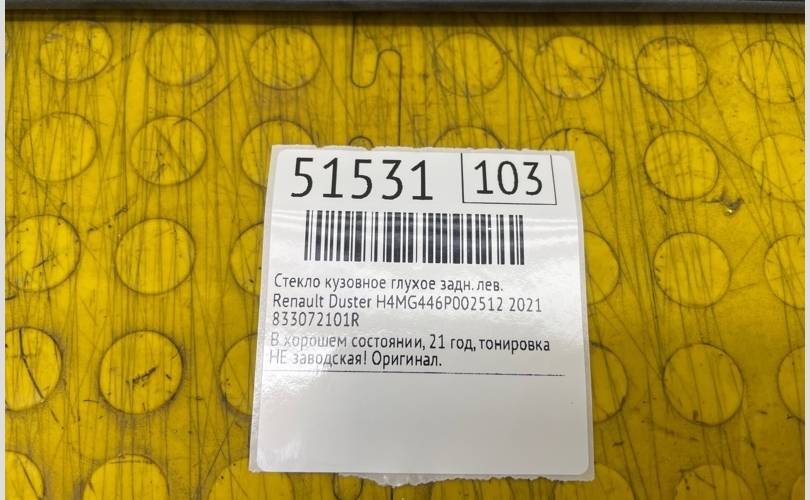 51531 103
Стекло кузовное глухое задн. лев.
Renault Duster H4MG446P002512 2021
833072101R
В хорошем состоянии, 21 год, тонировка
НЕ заводская! Оригинал.